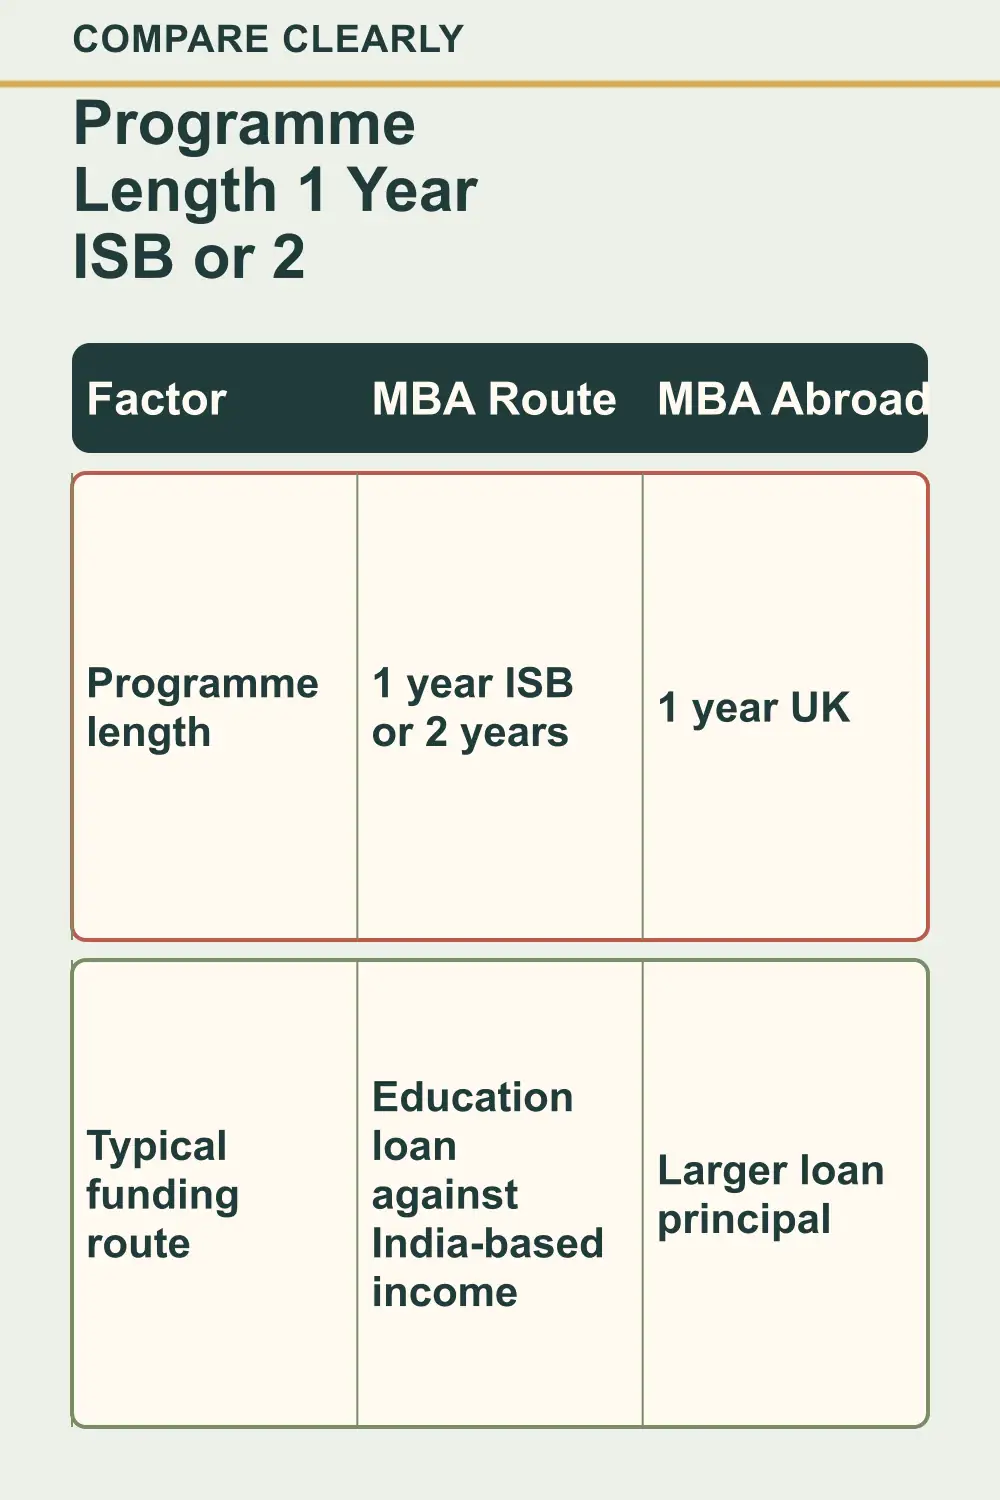 COMPARE CLEARLY
Programme
Length 1 Year
ISB or 2
Factor MBA Route MBA Abroad
Programme
length
1 year ISB
or 2 years
1 year UK
Typical
funding
route
Education
loan
against
India-based
income
Larger loan
principal